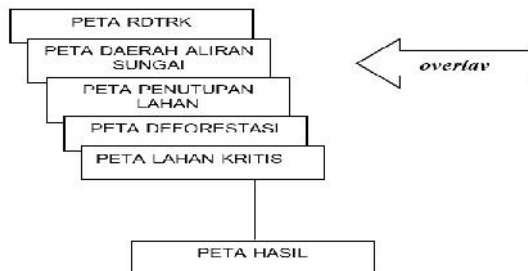 PETA RDTRK
PETA DAERAH ALIRAN
SUNGAI
overlay
PETA PENUTUPAN
LAHAN
PETA DEFORESTASI
PETA LAHAN KRITIS
PETA HASIL